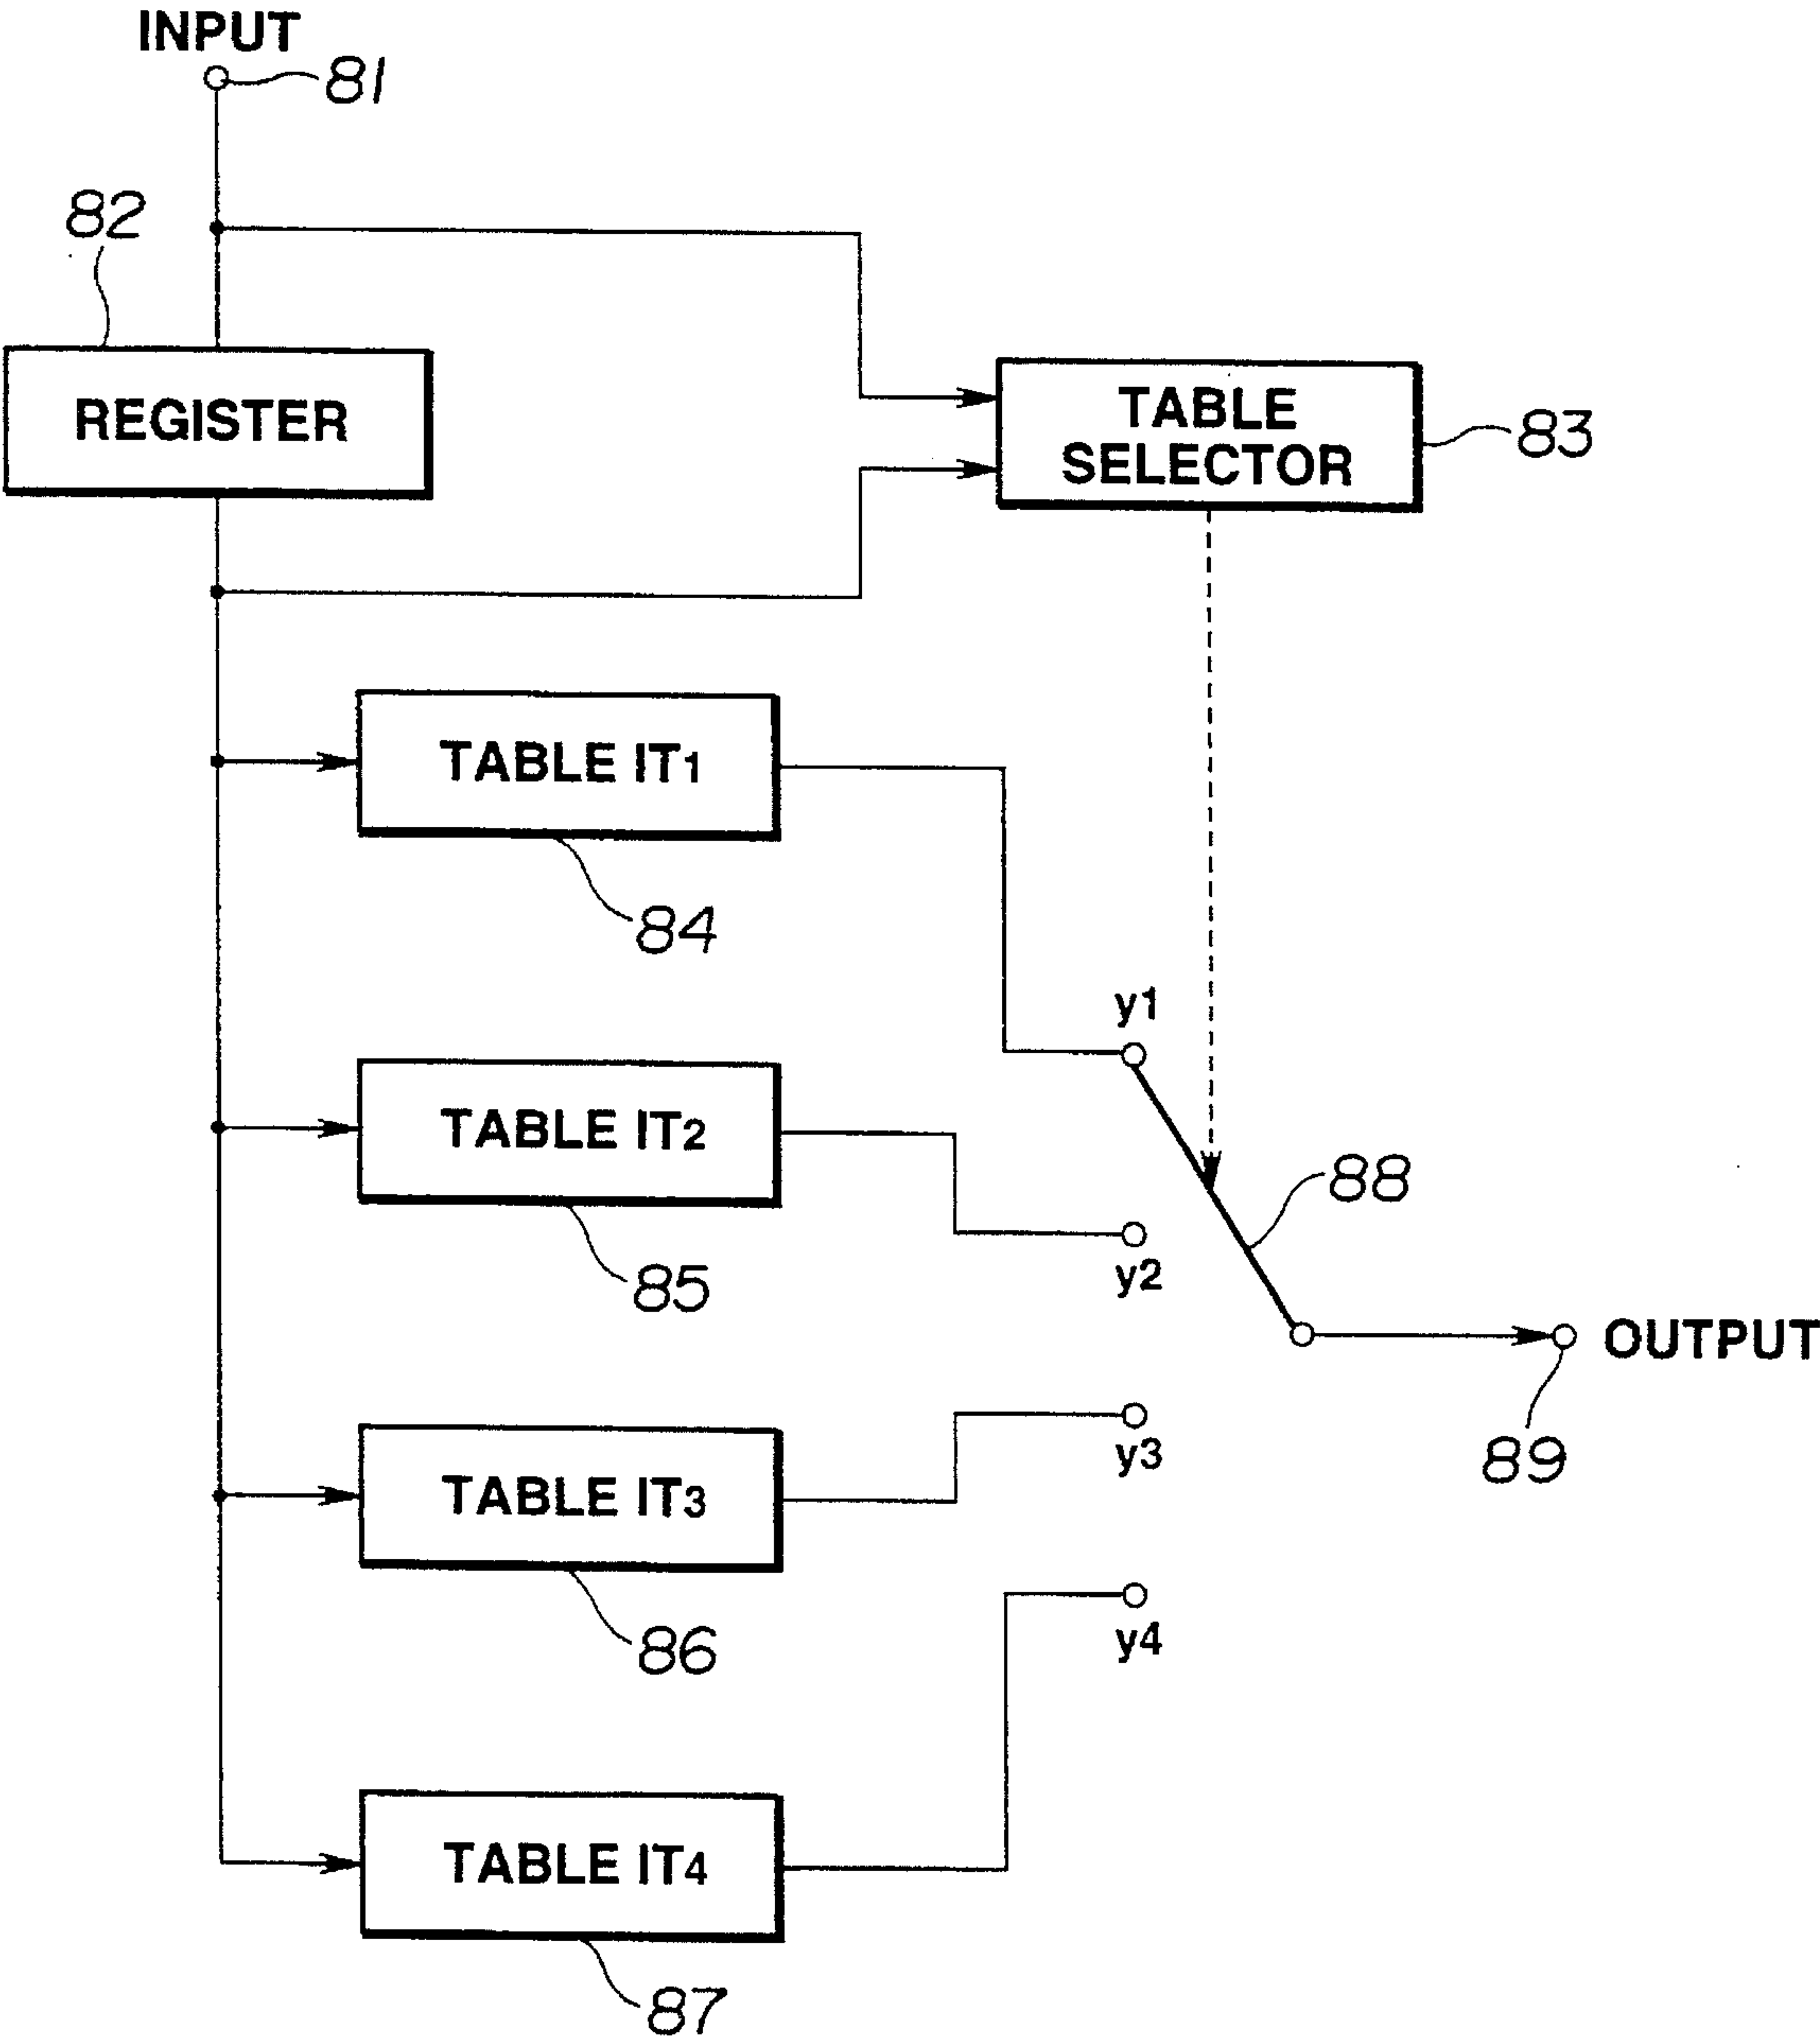 INPUT
81
82
REGISTER
TABLE
SELECTOR
83
TABLE IT1
84
y1
TABLE IT2
88
85
y2
OUTPUT
y3
89
TABLE IT3
86
y4
TABLE IT4
87